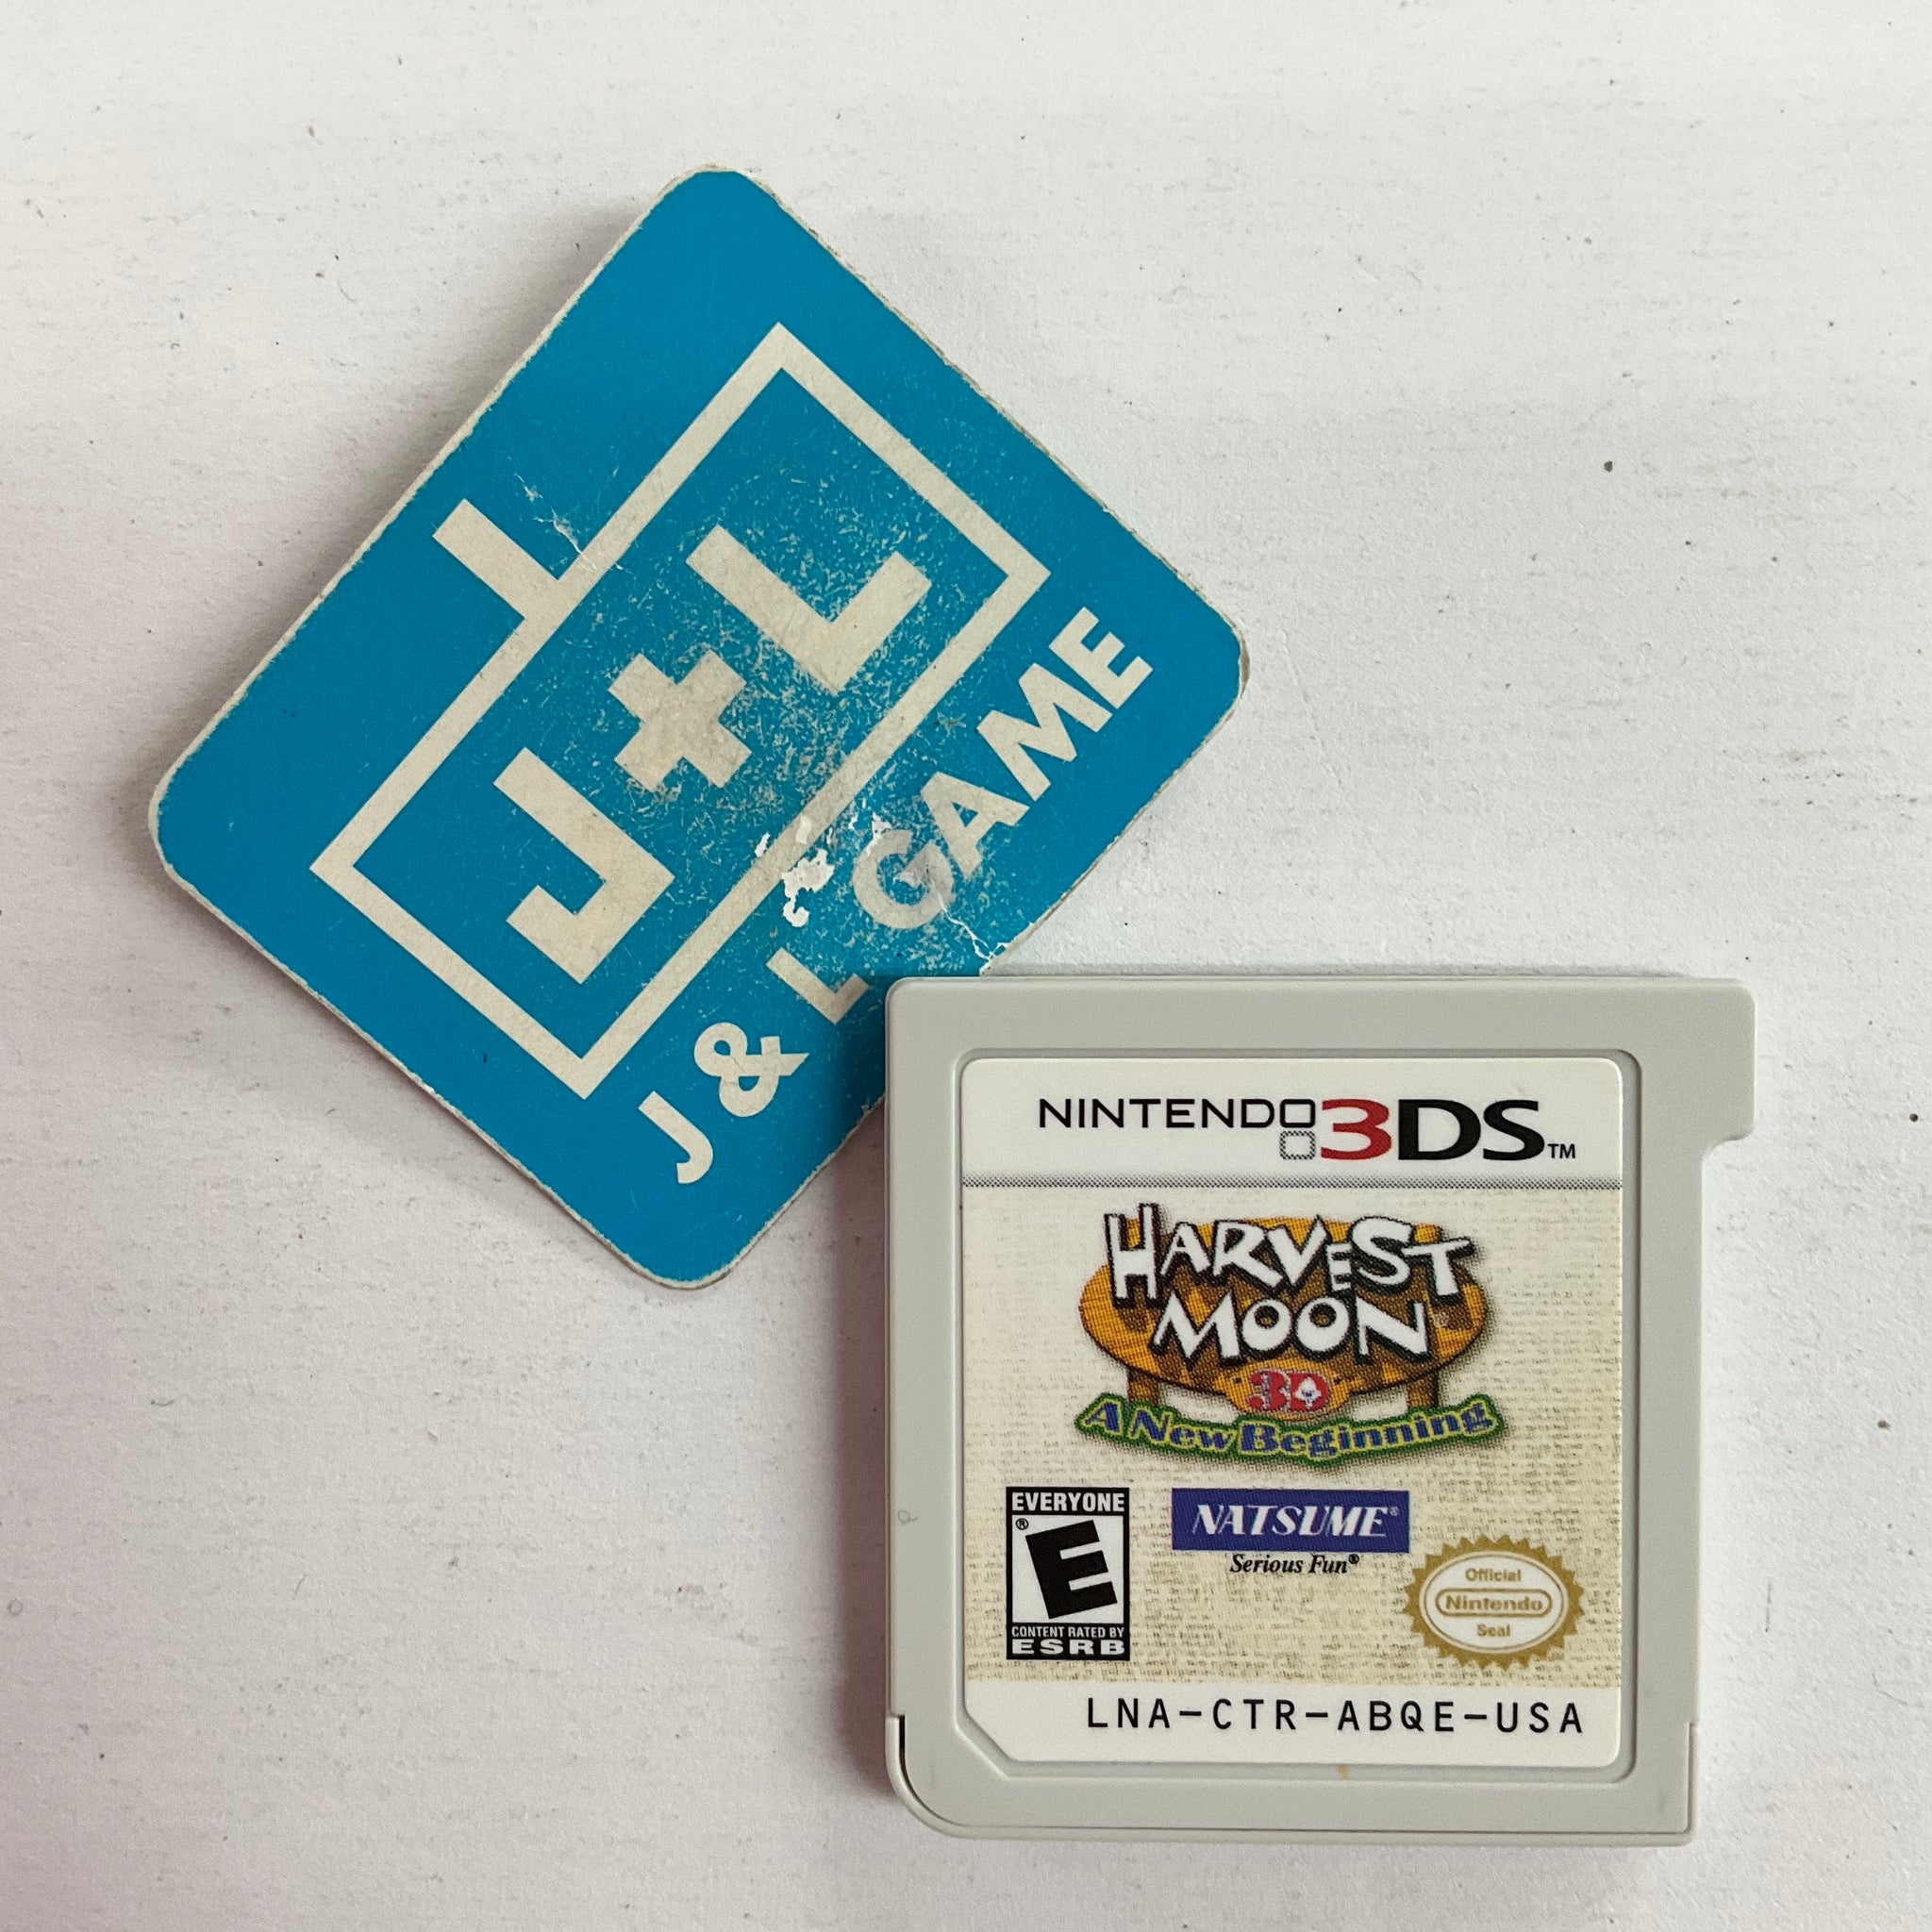 J+L
J & L GAME
NINTENDO 3DS™
HARVEST
MOON®
3D
A New Beginning
EVERYONE
E®
CONTENT RATED BY
ESRB
NATSUME®
Serious Fun®
Official
Nintendo
Seal
LNA-CTR-ABQE-USA